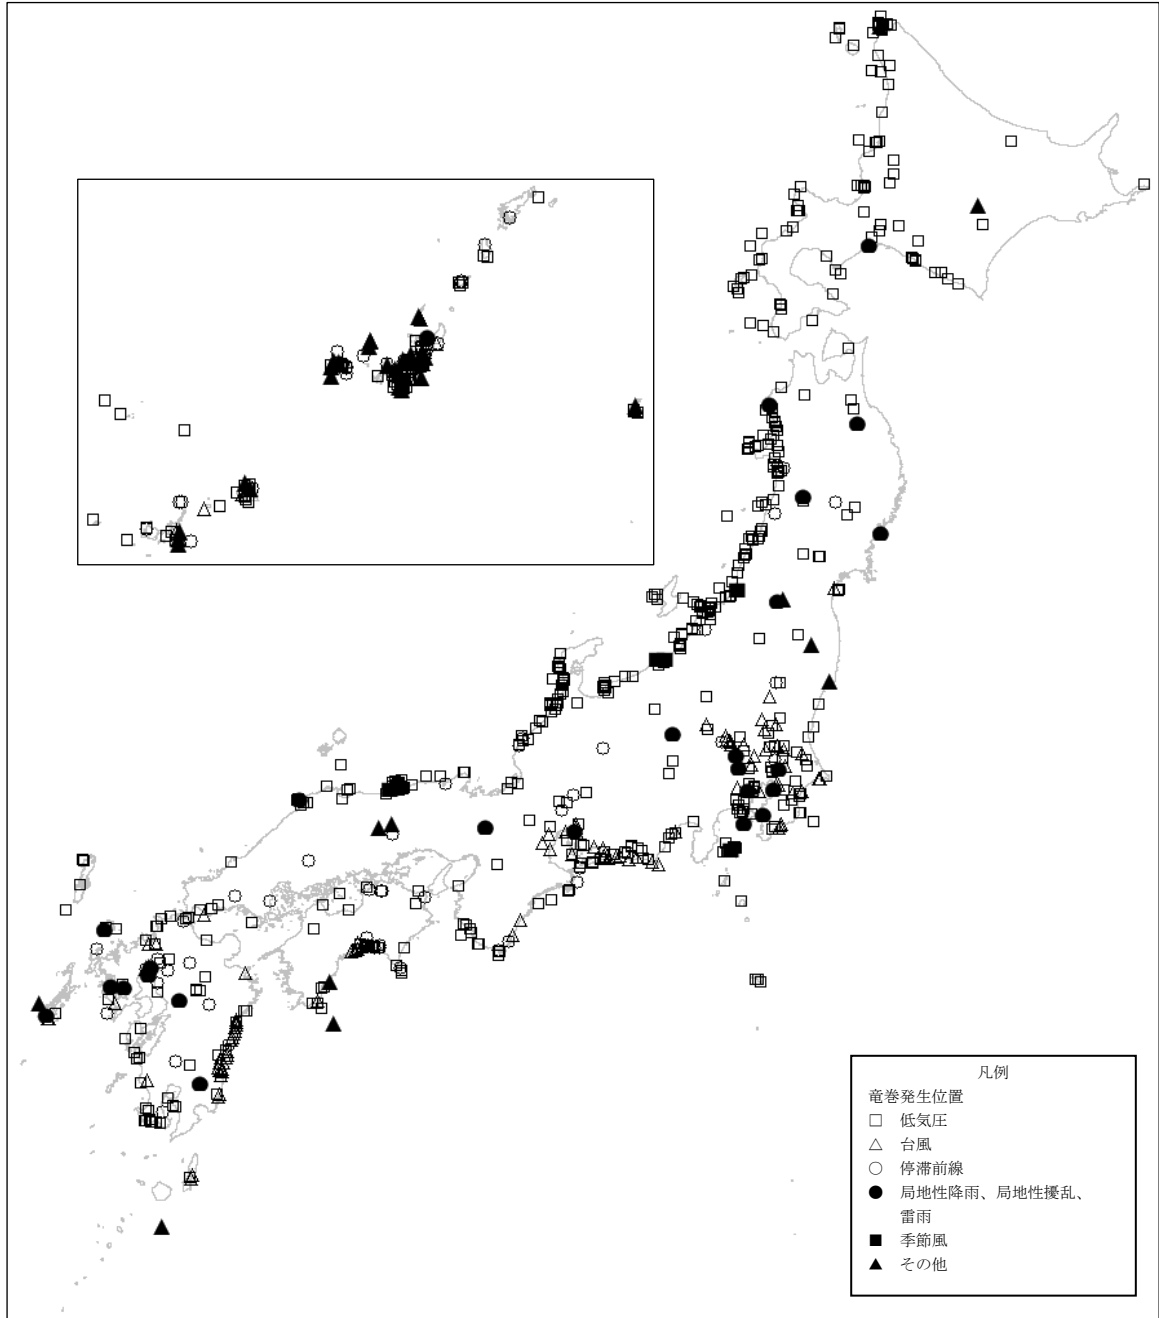 凡例
竜巻発生位置
低気圧
台風
停滞前線
局地性降雨、局地性擾乱、
雷雨
季節風
その他